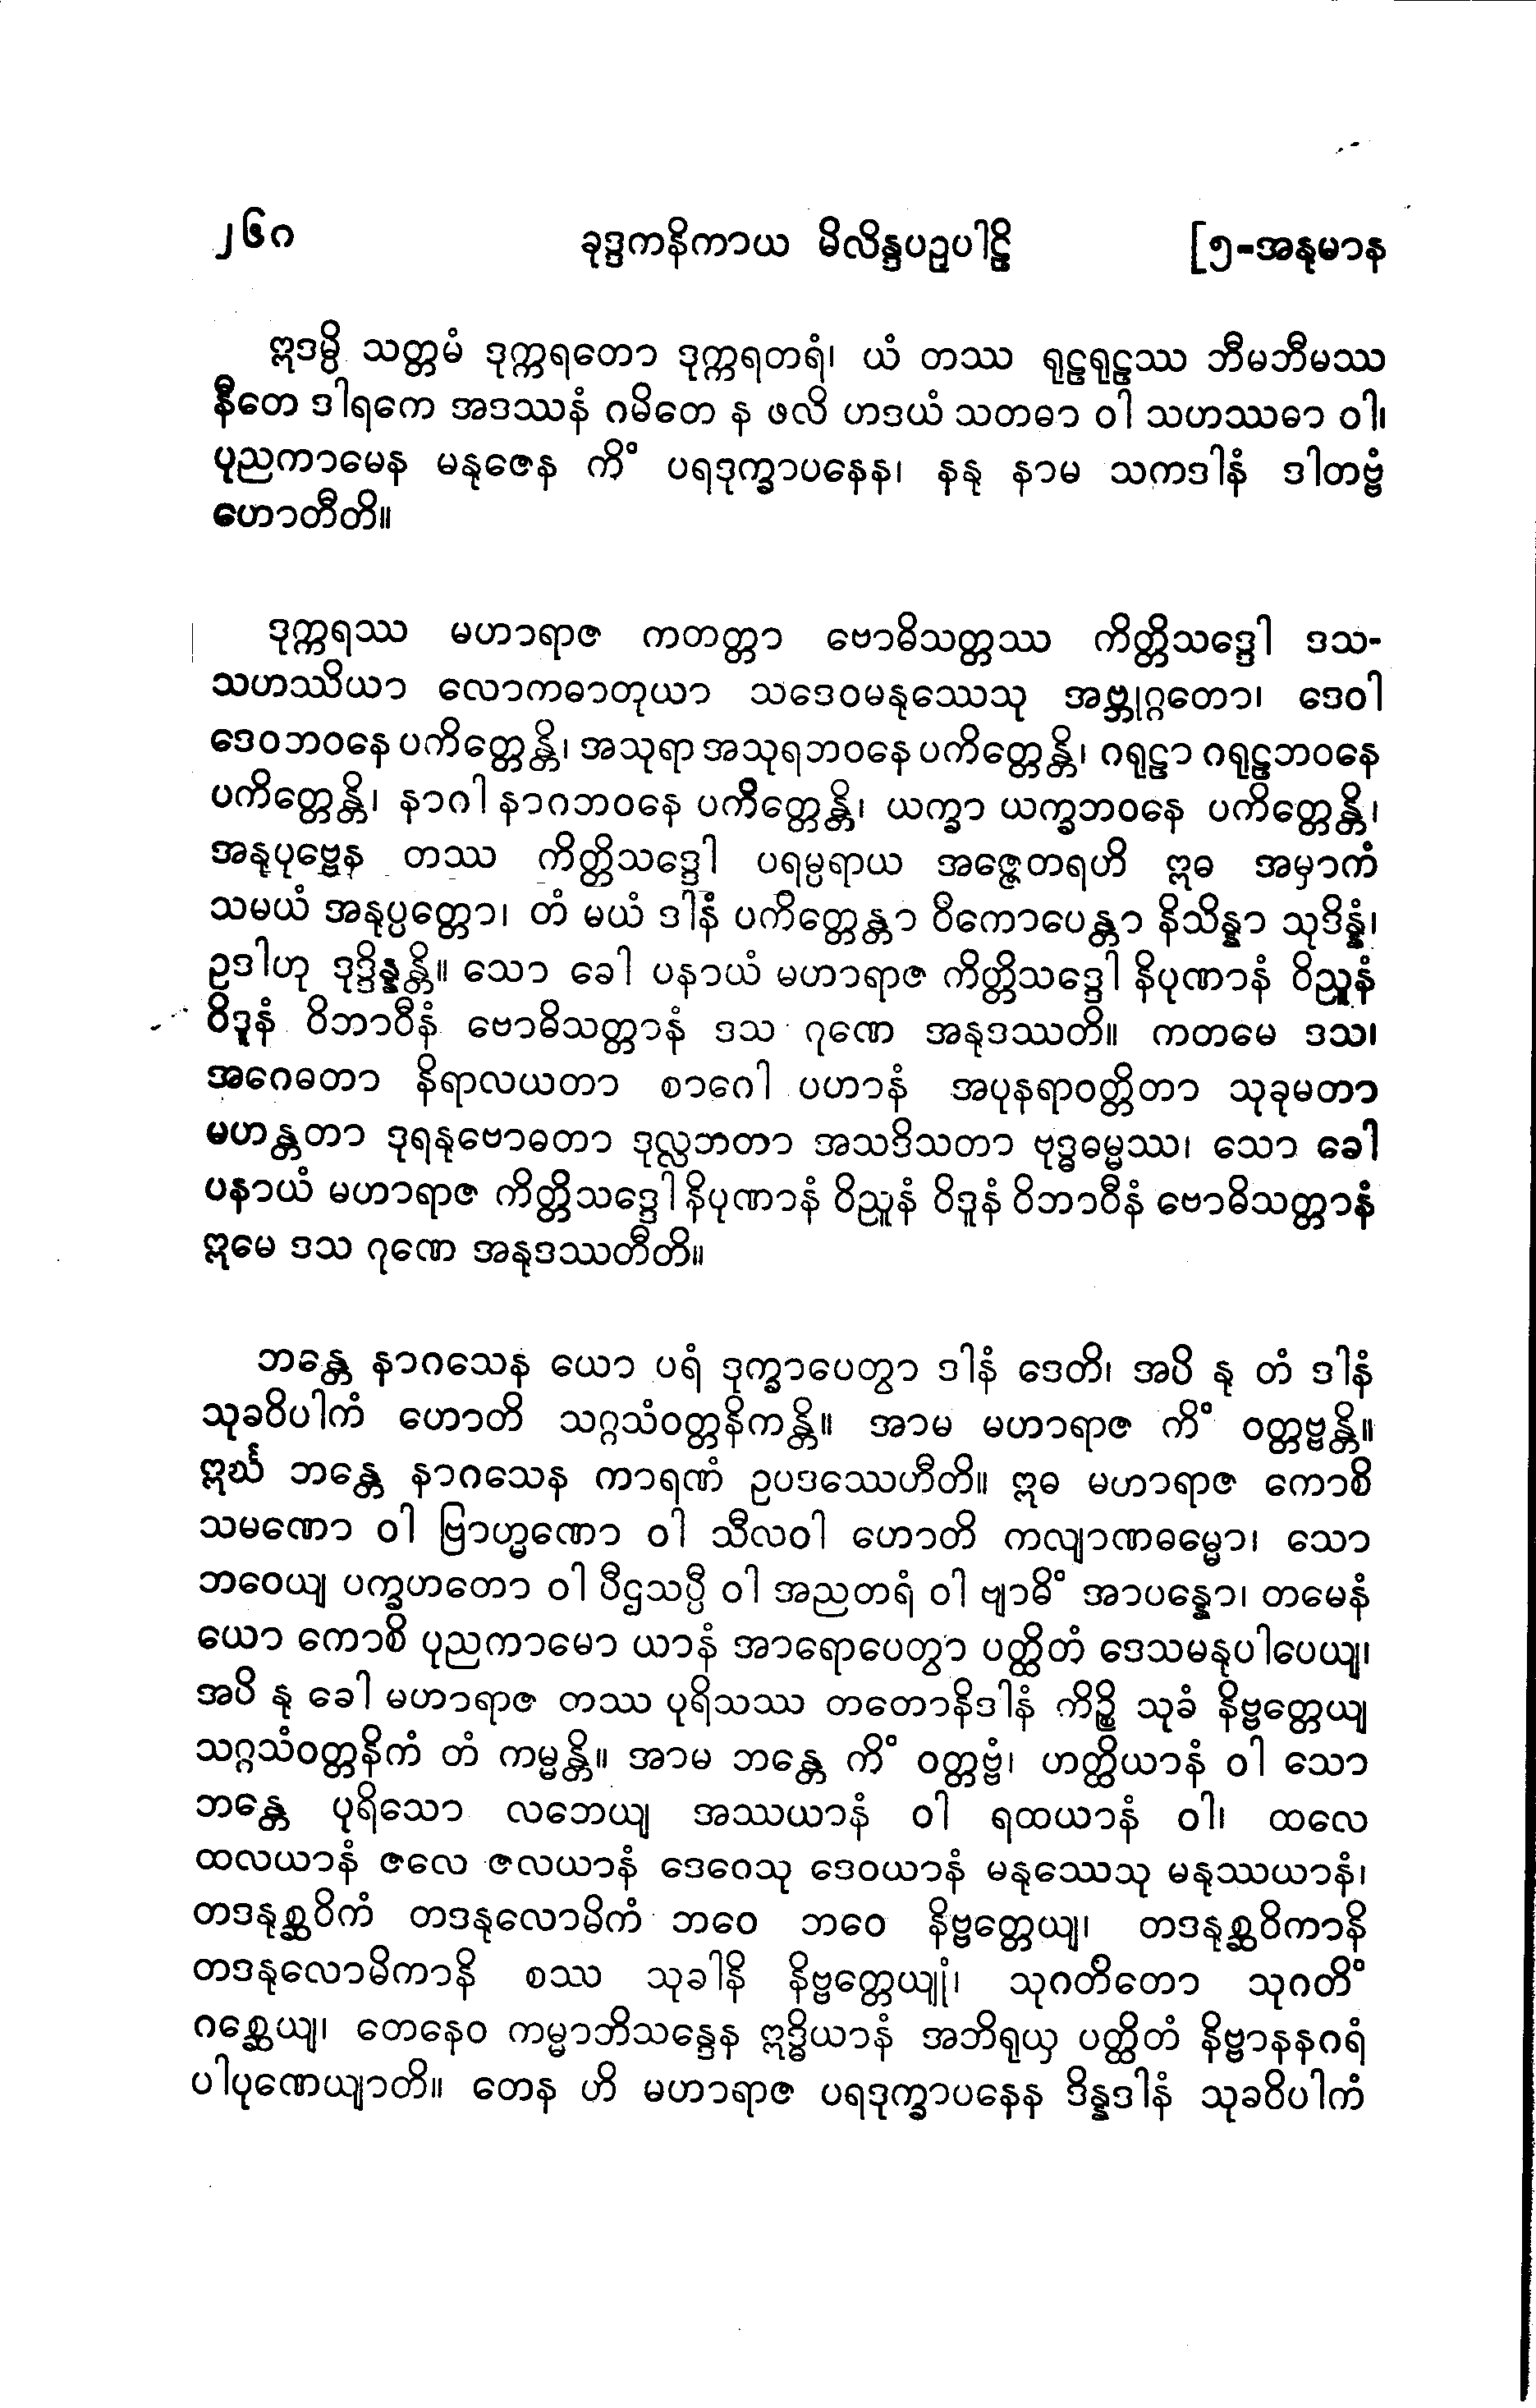 ၂၆ဂ ခုဒ္ဒကနိကာယ မိလိန္ဒပဉှပါဠိ [၅-အနုမာန
ဣဒမ္ပိ သတ္တမံ ဒုက္ကရတော ဒုက္ကရတရံ၊ ယံ တဿ ရုဠရုဠဿ ဘီမဘီမဿ
နီတေ ဒါရကေ အဒဿနံ ဂမိတေ န ဖလိ ဟဒယံ သတဓာ ဝါ သဟဿဓာ ဝါ၊
ပုညကာမေန မနုဇေန ကိံ ပရဒုက္ခာပနေန၊ နနု နာမ သကဒါနံ ဒါတဗ္ဗံ
ဟောတီတိ။
ဒုက္ကရဿ မဟာရာဇ ကတတ္တာ ဗောဓိသတ္တဿ ကိတ္တိသဒ္ဒေါ ဒသ-
သဟဿိယာ လောကဓာတုယာ သဒေဝမနုဿေသု အဗ္ဘုဂ္ဂတော၊ ဒေဝါ
ဒေဝဘဝနေ ပကိတ္တေန္တိ၊ အသုရာ အသုရဘဝနေ ပကိတ္တေန္တိ၊ ဂရုဠာ ဂရုဠဘဝနေ
ပကိတ္တေန္တိ၊ နာဂါ နာဂဘဝနေ ပကိတ္တေန္တိ၊ ယက္ခာ ယက္ခဘဝနေ ပကိတ္တေန္တိ၊
အနုပုဗ္ဗေန တဿ ကိတ္တိသဒ္ဒေါ ပရမ္ပရာယ အဇ္ဇေတရဟိ ဣဓ အမှာကံ
သမယံ အနုပ္ပတ္တော၊ တံ မယံ ဒါနံ ပကိတ္တေန္တာ ဝိကောပေန္တာ နိသိန္နာ သုဒိန္နံ၊
ဥဒါဟု ဒုဒ္ဒိန္နန္တိ။ သော ခေါ ပနာယံ မဟာရာဇ ကိတ္တိသဒ္ဒေါ နိပုဏာနံ ဝိညူနံ
ဝိဒူနံ ဝိဘာဝီနံ ဗောဓိသတ္တာနံ ဒသ ဂုဏေ အနုဒဿတိ။ ကတမေ ဒသ၊
အဂေဓတာ နိရာလယတာ စာဂေါ ပဟာနံ အပုနရာဝတ္တိတာ သုခုမတာ
မဟန္တတာ ဒုရနုဗောဓတာ ဒုလ္လဘတာ အသဒိသတာ ဗုဒ္ဓဓမ္မဿ၊ သော ခေါ
ပနာယံ မဟာရာဇ ကိတ္တိသဒ္ဒေါ နိပုဏာနံ ဝိညူနံ ဝိဒူနံ ဝိဘာဝီနံ ဗောဓိသတ္တာနံ
ဣမေ ဒသ ဂုဏေ အနုဒဿတီတိ။
ဘန္တေ နာဂသေန ယော ပရံ ဒုက္ခာပေတွာ ဒါနံ ဒေတိ၊ အပိ နု တံ ဒါနံ
သုခဝိပါကံ ဟောတိ သဂ္ဂသံဝတ္တနိကန္တိ။ အာမ မဟာရာဇ ကိံ ဝတ္တဗ္ဗန္တိ။
ဣင်္ဃ ဘန္တေ နာဂသေန ကာရဏံ ဥပဒဿေဟီတိ။ ဣဓ မဟာရာဇ ကောစိ
သမဏော ဝါ ဗြာဟ္မဏော ဝါ သီလဝါ ဟောတိ ကလျာဏဓမ္မော၊ သော
ဘဝေယျ ပက္ခဟတော ဝါ ပီဌသပ္ပီ ဝါ အညတရံ ဝါ ဗျာဓိံ အာပန္နော၊ တမေနံ
ယော ကောစိ ပုညကာမော ယာနံ အာရောပေတွာ ပတ္ထိတံ ဒေသမနုပါပေယျ၊
အပိ နု ခေါ မဟာရာဇ တဿ ပုရိသဿ တတောနိဒါနံ ကိဉ္စိ သုခံ နိဗ္ဗတ္တေယျ
သဂ္ဂသံဝတ္တနိကံ တံ ကမ္မန္တိ။ အာမ ဘန္တေ ကိံ ဝတ္တဗ္ဗံ၊ ဟတ္ထိယာနံ ဝါ သော
ဘန္တေ ပုရိသော လဘေယျ အဿယာနံ ဝါ ရထယာနံ ဝါ၊ ထလေ
ထလယာနံ ဇလေ ဇလယာနံ ဒေဝေသု ဒေဝယာနံ မနုဿေသု မနုဿယာနံ၊
တဒနုစ္ဆဝိကံ တဒနုလောမိကံ ဘဝေ ဘဝေ နိဗ္ဗတ္တေယျ၊ တဒနုစ္ဆဝိကာနိ
တဒနုလောမိကာနိ စဿ သုခါနိ နိဗ္ဗတ္တေယျုံ၊ သုဂတိတော သုဂတိံ
ဂစ္ဆေယျ၊ တေနေဝ ကမ္မာဘိသန္ဒေန ဣဒ္ဓိယာနံ အဘိရုယှ ပတ္ထိတံ နိဗ္ဗာနနဂရံ
ပါပုဏေယျာတိ။ တေန ဟိ မဟာရာဇ ပရဒုက္ခာပနေန ဒိန္နဒါနံ သုခဝိပါကံ